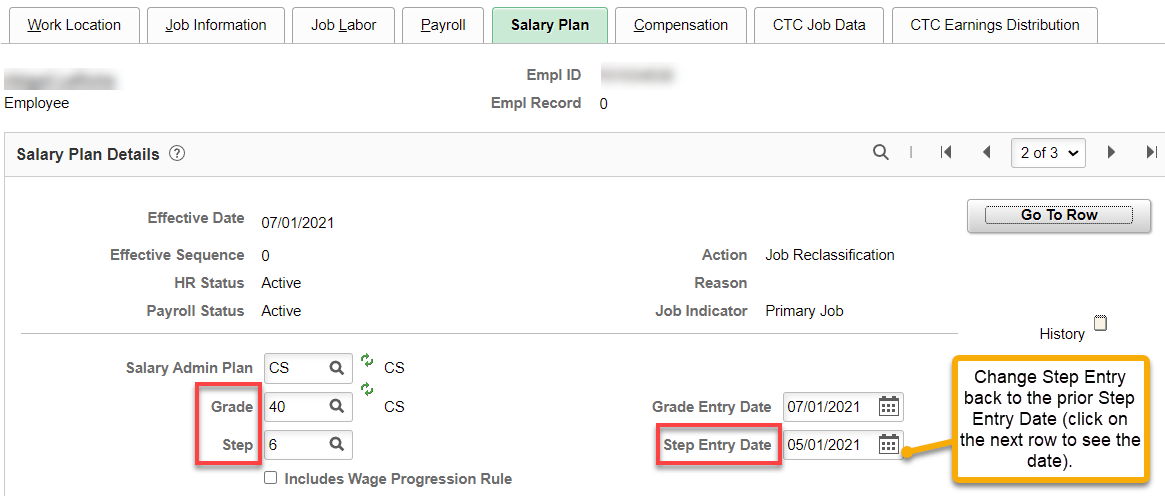 Work Location Job Information Job Labor Payroll Salary Plan Compensation CTC Job Data CTC Earnings Distribution
Empl ID
Employee Empl Record 0
Salary Plan Details ? 2 of 3
Effective Date 07/01/2021 Go To Row
Effective Sequence 0 Action Job Reclassification
HR Status Active Reason
Payroll Status Active Job Indicator Primary Job
History
Salary Admin Plan CS CS
Grade 40 CS Grade Entry Date 07/01/2021
Step 6 Step Entry Date 05/01/2021
Includes Wage Progression Rule
Change Step Entry
back to the prior Step
Entry Date (click on
the next row to see the
date).